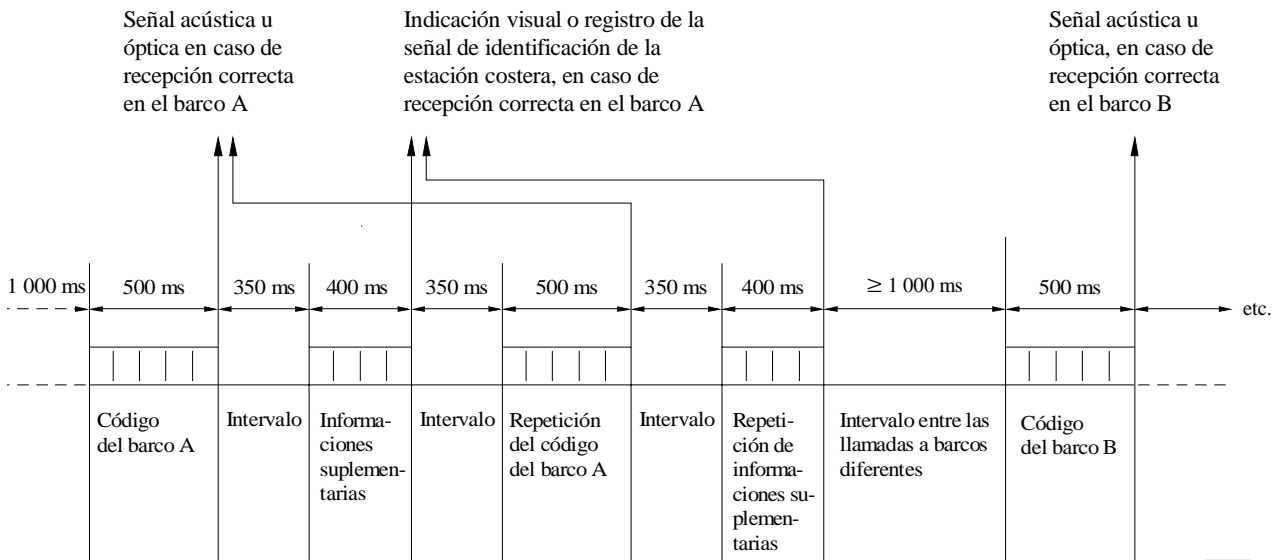 Señal acústica u
óptica en caso de
recepción correcta
en el barco A
Indicación visual o registro de la
señal de identificación de la
estación costera, en caso de
recepción correcta en el barco A
Señal acústica u
óptica, en caso de
recepción correcta
en el barco B
1 000 ms
500 ms
350 ms
400 ms
350 ms
500 ms
350 ms
400 ms
≥ 1 000 ms
500 ms
etc.
Código
del barco A
Intervalo
Informa-
ciones
suplemen-
tarias
Intervalo
Repetición
del código
del barco A
Intervalo
Repeti-
ción de
informa-
ciones su-
plemen-
tarias
Intervalo entre las
llamadas a barcos
diferentes
Código
del barco B